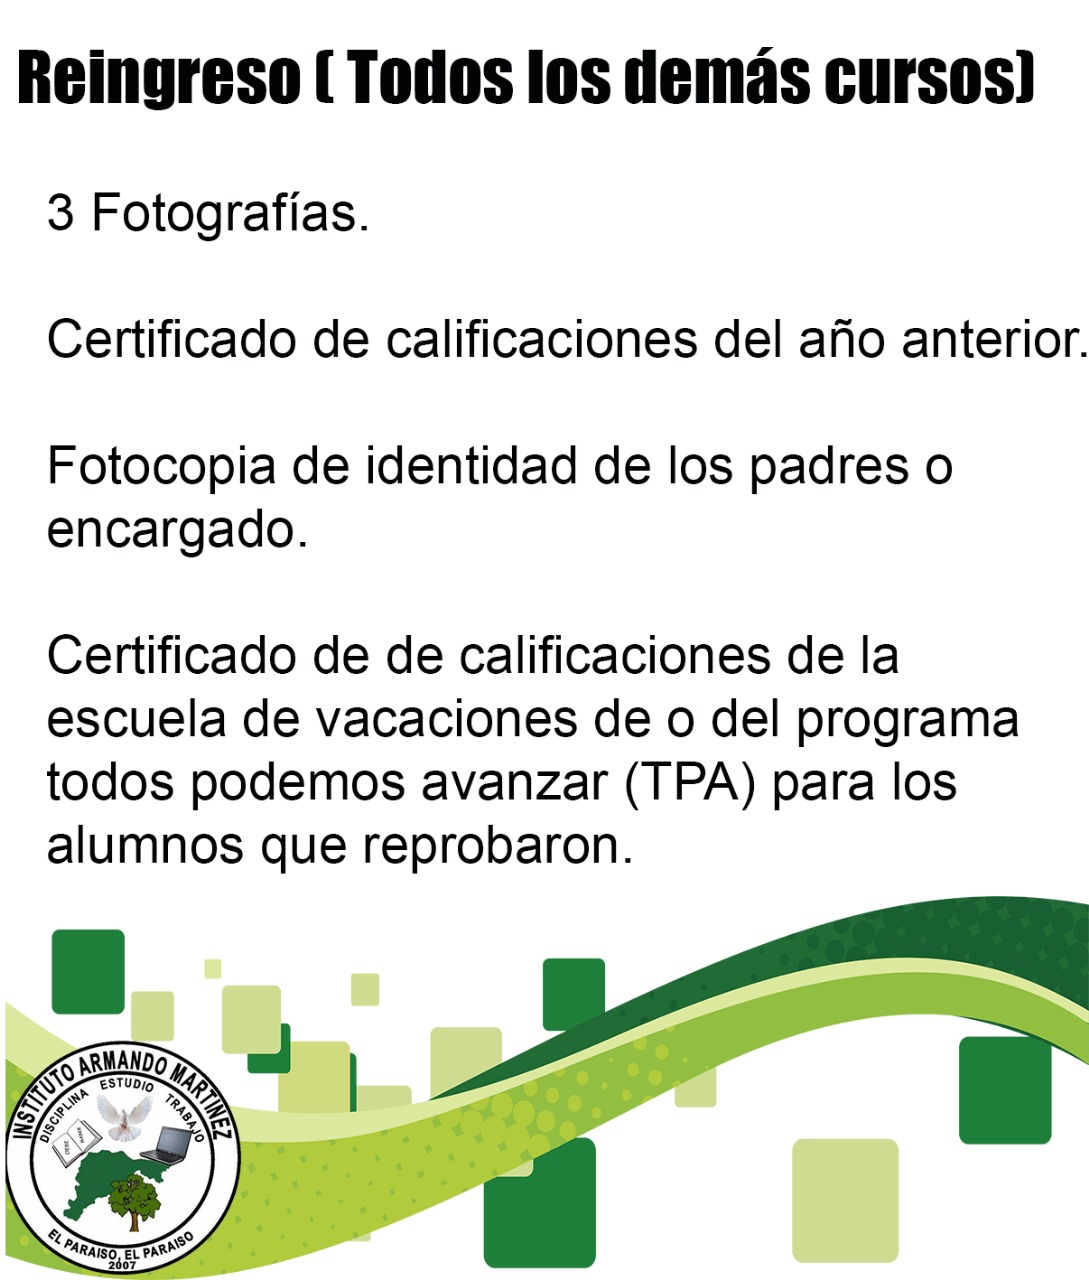 Reingreso ( Todos los demás cursos)
3 Fotografías.
Certificado de calificaciones del año anterior.
Fotocopia de identidad de los padres o
encargado.
Certificado de de calificaciones de la
escuela de vacaciones de o del programa
todos podemos avanzar (TPA) para los
alumnos que reprobaron.
INSTITUTO ARMANDO MARTINEZ
DISCIPLINA ESTUDIO TRABAJO
DEBE
HABER
EL PARAISO, EL PARAISO
2007